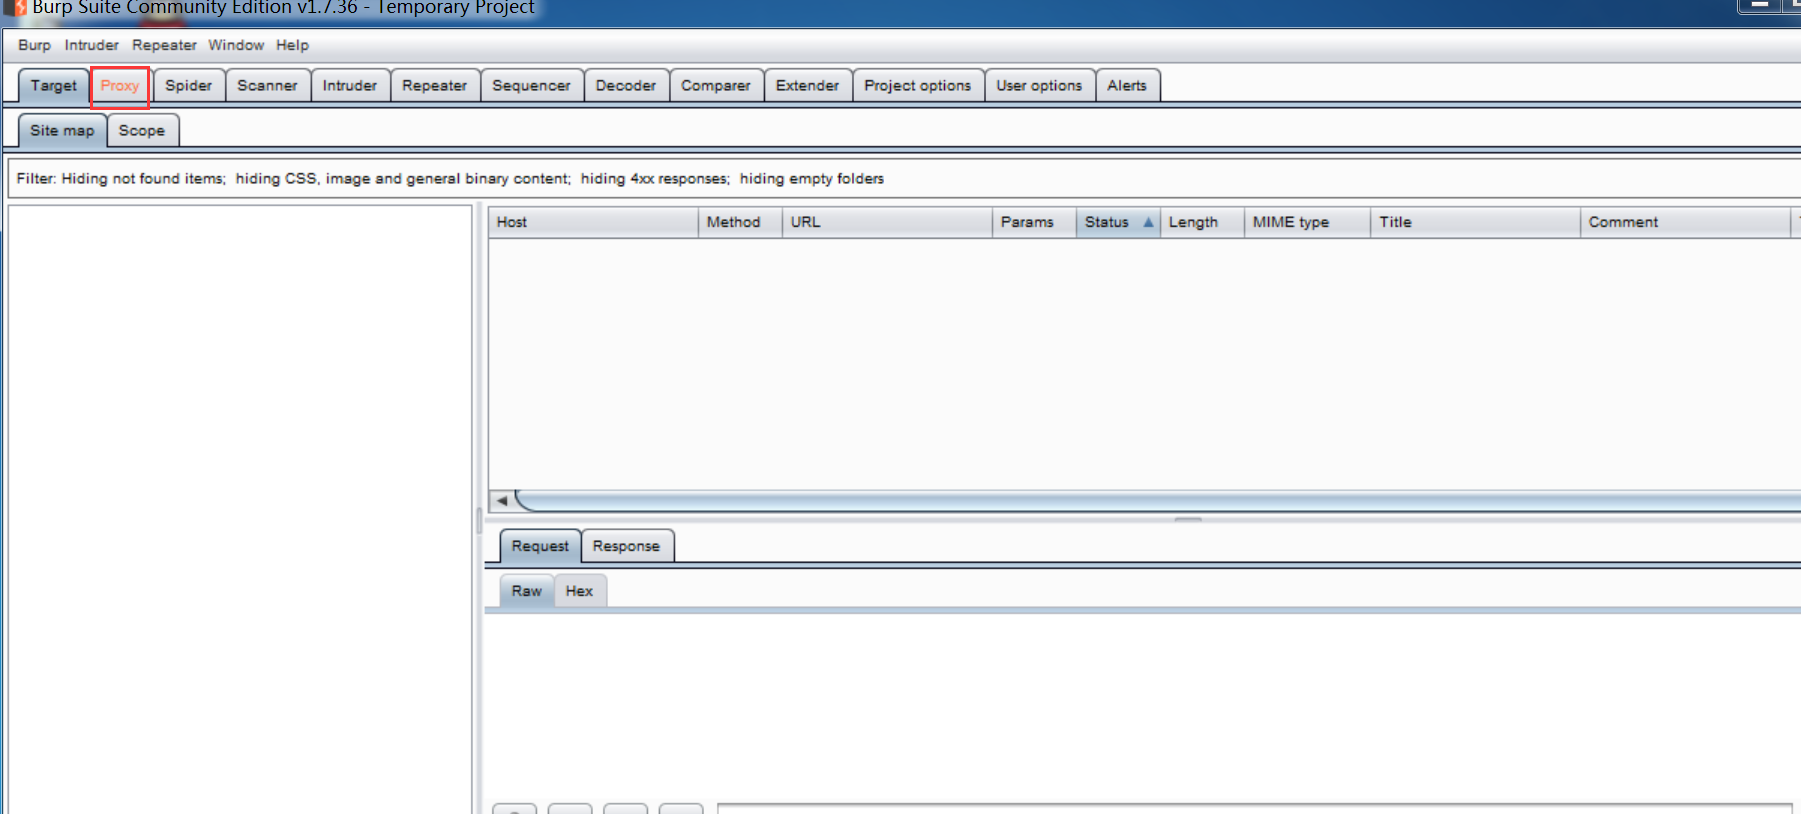 Burp Suite Community Edition v1.7.36 - Temporary Project
Burp Intruder Repeater Window Help
Target Proxy Spider Scanner Intruder Repeater Sequencer Decoder Comparer Extender Project options User options Alerts
Site map Scope
Filter: Hiding not found items; hiding CSS, image and general binary content; hiding 4xx responses; hiding empty folders
Host Method URL Params Status Length MIME type Title Comment
Request Response
Raw Hex